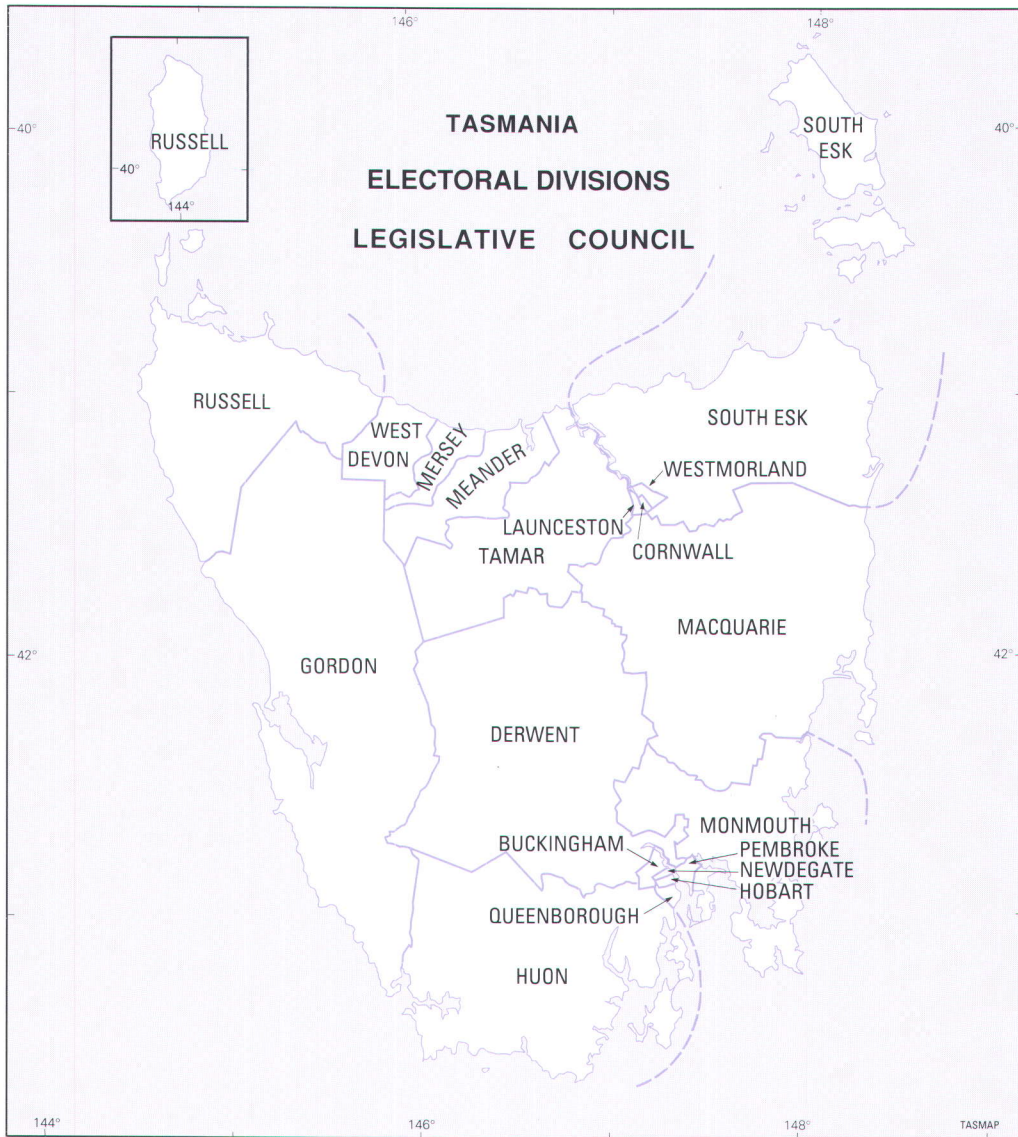 146°
148°
RUSSELL
40°
144°
TASMANIA
ELECTORAL DIVISIONS
LEGISLATIVE COUNCIL
SOUTH
ESK
40°
40°
RUSSELL
WEST
DEVON
MERSEY
MEANDER
SOUTH ESK
WESTMORLAND
LAUNCESTON
CORNWALL
TAMAR
MACQUARIE
GORDON
42°
42°
DERWENT
MONMOUTH
BUCKINGHAM
PEMBROKE
NEWDEGATE
HOBART
QUEENBOROUGH
HUON
144°
146°
148°
TASMAP